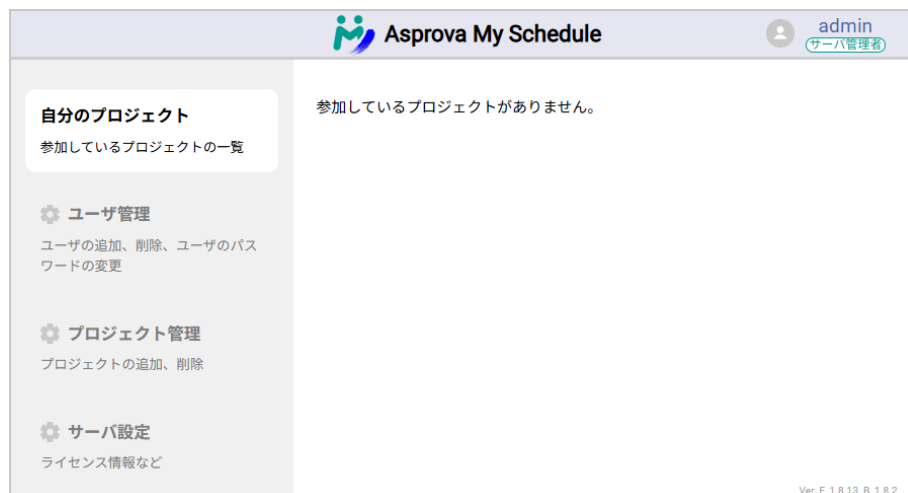 Asprova My Schedule
admin
サーバ管理者
自分のプロジェクト
参加しているプロジェクトの一覧
参加しているプロジェクトがありません。
ユーザ管理
ユーザの追加、削除、ユーザのパス
ワードの変更
プロジェクト管理
プロジェクトの追加、削除
サーバ設定
ライセンス情報など
Ver. F. 1.8.13 B. 1.8.2